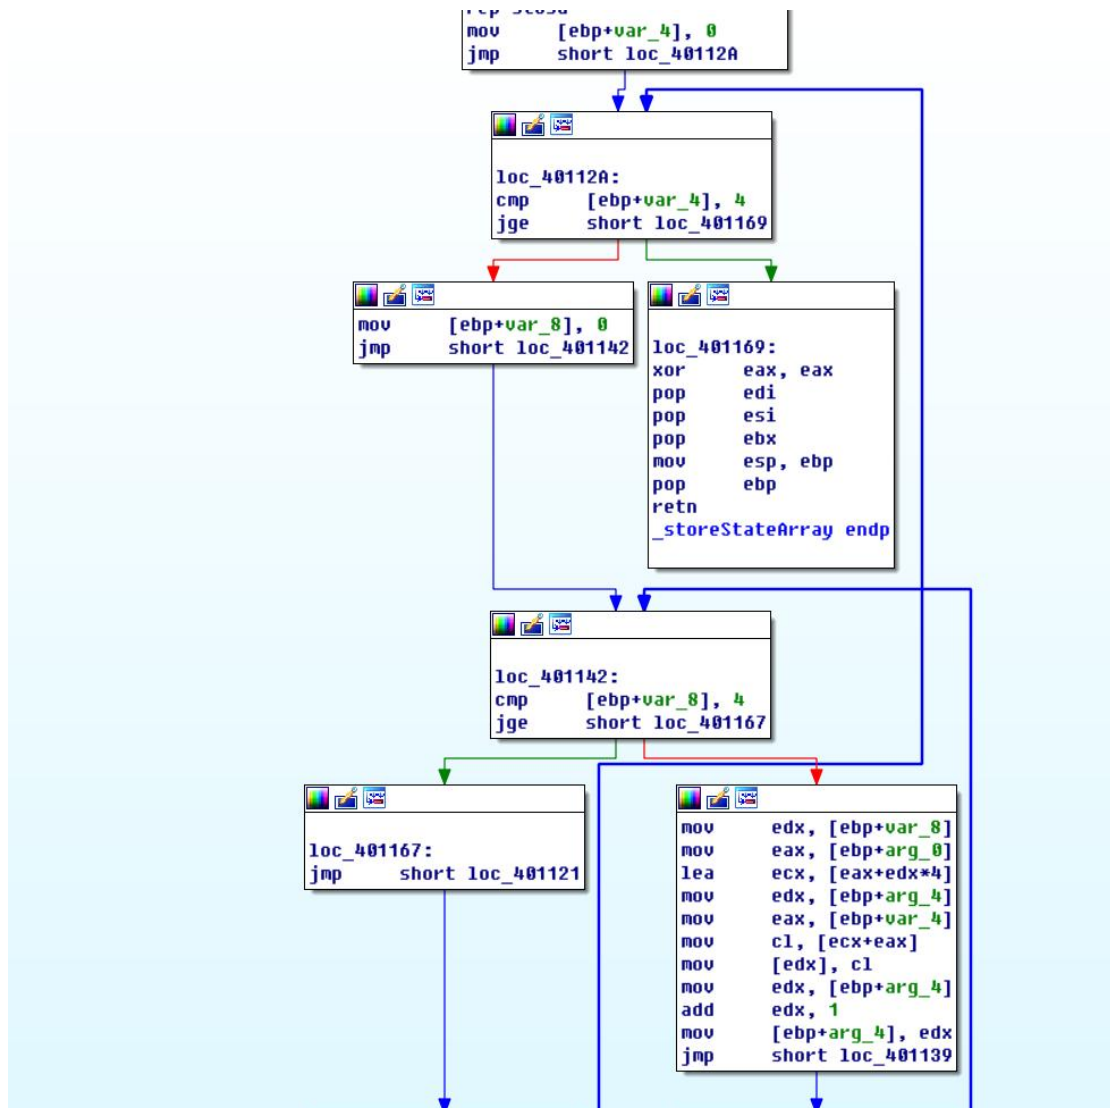 mov [ebp+var_4], 0
jmp short loc_40112A
loc_40112A:
cmp [ebp+var_4], 4
jge short loc_401169
mov [ebp+var_8], 0
jmp short loc_401142
loc_401169:
xor eax, eax
pop edi
pop esi
pop ebx
mov esp, ebp
pop ebp
retn
_storeStateArray endp
loc_401142:
cmp [ebp+var_8], 4
jge short loc_401167
loc_401167:
jmp short loc_401121
mov edx, [ebp+var_8]
mov eax, [ebp+arg_0]
lea ecx, [eax+edx*4]
mov edx, [ebp+arg_4]
mov eax, [ebp+var_4]
mov cl, [ecx+eax]
mov [edx], cl
mov edx, [ebp+arg_4]
add edx, 1
mov [ebp+arg_4], edx
jmp short loc_401139